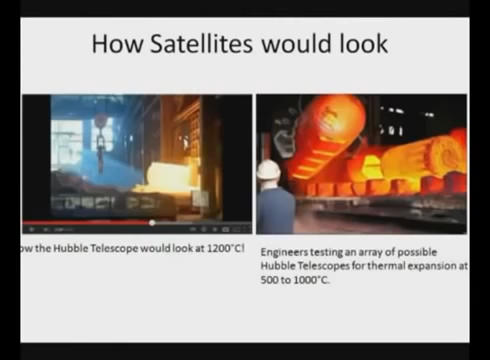 How Satellites would look
ow the Hubble Telescope would look at 1200°C!
Engineers testing an array of possible
Hubble Telescopes for thermal expansion at
500 to 1000°C.